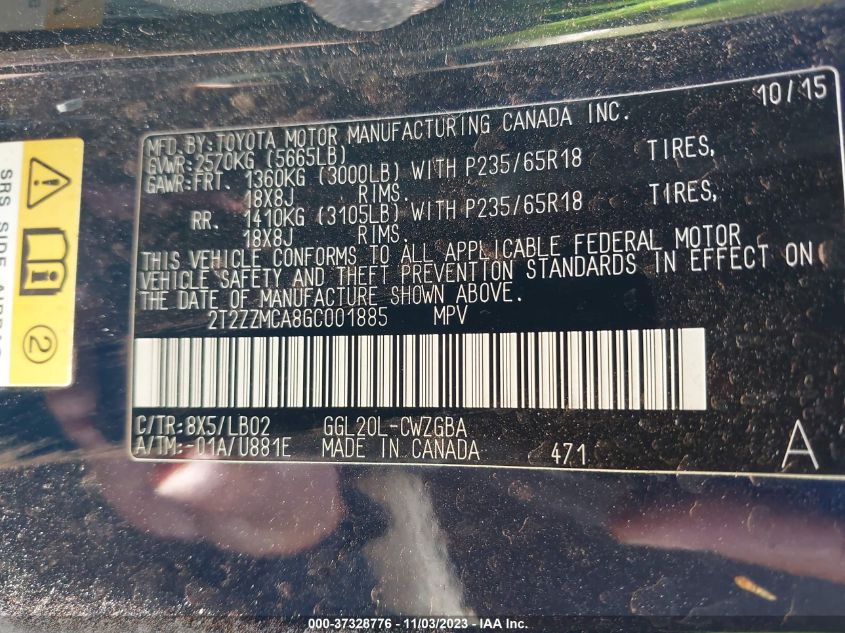 10/15
MFD. BY: TOYOTA MOTOR MANUFACTURING CANADA INC.
GVWR: 2570KG (5665LB)
GAWR: FRT. 1360KG (3000LB) WITH P235/65R18 TIRES,
18X8J RIMS.
RR. 1410KG (3105LB) WITH P235/65R18 TIRES,
18X8J RIMS.
THIS VEHICLE CONFORMS TO ALL APPLICABLE FEDERAL MOTOR
VEHICLE SAFETY AND THEFT PREVENTION STANDARDS IN EFFECT ON
THE DATE OF MANUFACTURE SHOWN ABOVE.
2T2ZZMCA8GC001885 MPV
C/TR: 8X5/LB02 GGL20L-CWZGBA
A/TM: -01A/U881E MADE IN CANADA 471 A
SRS SIDE
2
000-37328776 - 11/03/2023 - IAA Inc.